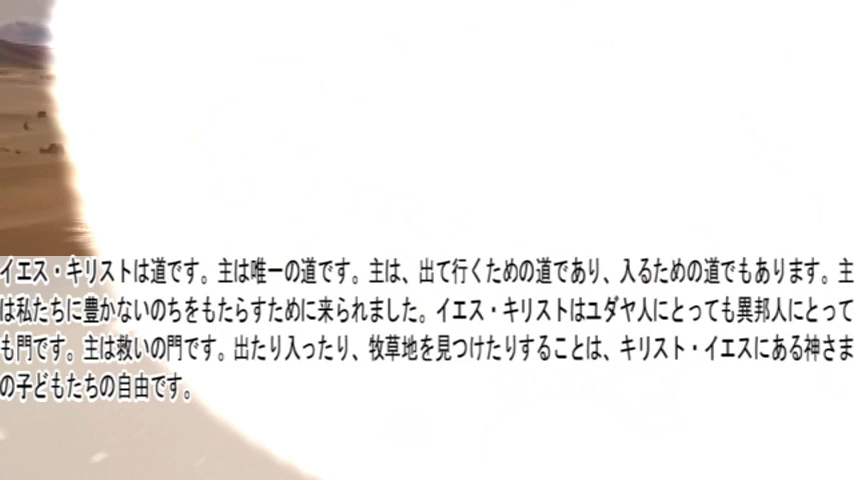 イエス・キリストは道です。主は唯一の道です。主は、出て行くための道であり、入るための道でもあります。主
は私たちに豊かないのちをもたらすために来られました。イエス・キリストはユダヤ人にとっても異邦人にとって
も門です。主は救いの門です。出たり入ったり、牧草地を見つけたりすることは、キリスト・イエスにある神さま
の子どもたちの自由です。